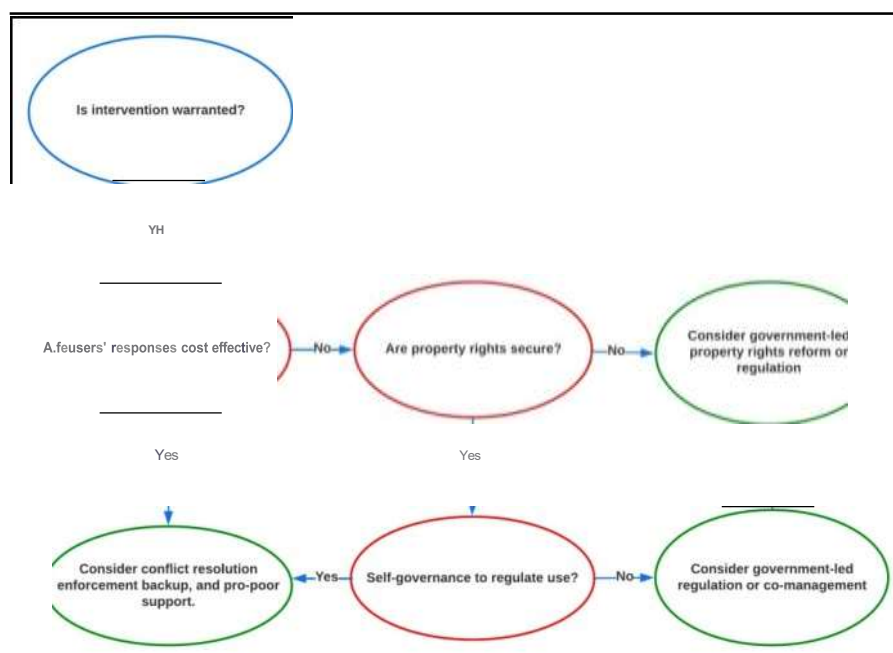 Is intervention warranted?
YH
A.feusers' responses cost effective?
No
Are property rights secure?
No
Consider government-led
property rights reform or
regulation
Yes
Yes
Consider conflict resolution
enforcement backup, and pro-poor
support.
Yes
Self-governance to regulate use?
No
Consider government-led
regulation or co-management